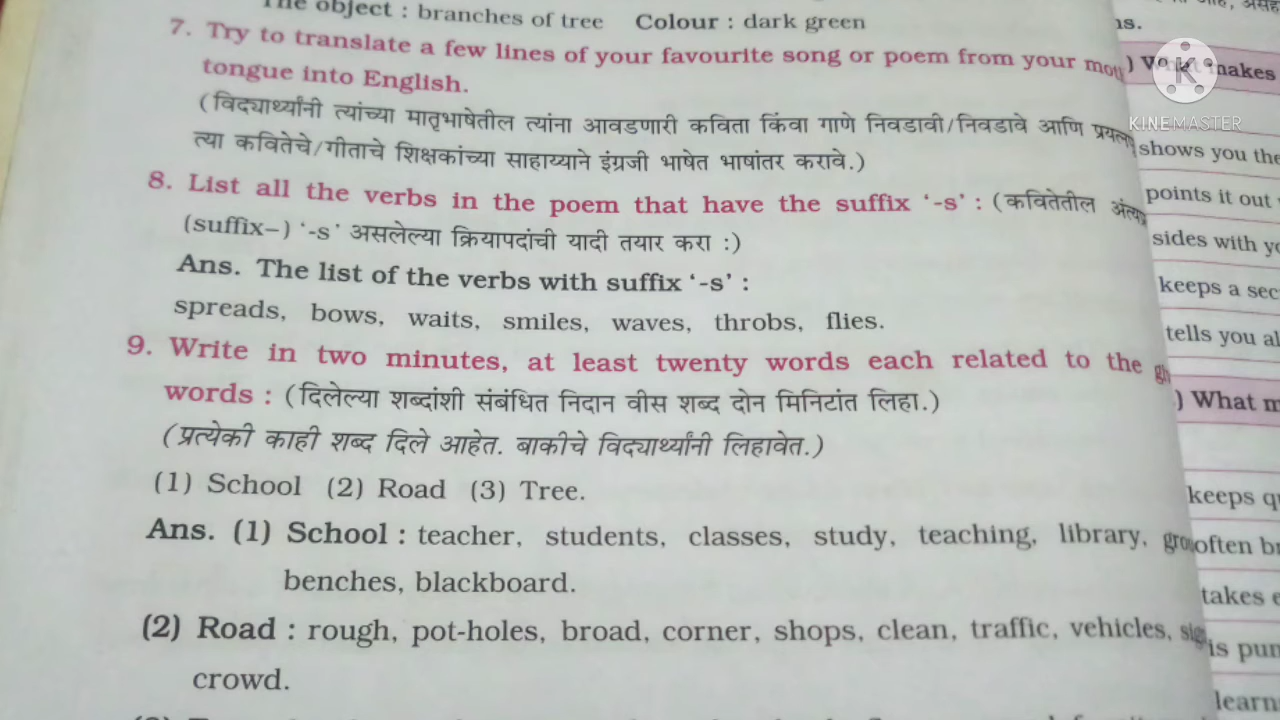 The object : branches of tree Colour : dark green
7. Try to translate a few lines of your favourite song or poem from your
tongue into English.
(विद्यार्थ्यांनी त्यांच्या मातृभाषेतील त्यांना आवडणारी कविता किंवा गाणे निवडावी/निवडावे आणि
त्या कवितेचे/गीताचे शिक्षकांच्या साहाय्याने इंग्रजी भाषेत भाषांतर करावे.)
8. List all the verbs in the poem that have the suffix ‘-s’ : (कवितेतील
(suffix–) ‘-s’ असलेल्या क्रियापदांची यादी तयार करा :)
Ans. The list of the verbs with suffix ‘-s’ :
spreads, bows, waits, smiles, waves, throbs, flies.
9. Write in two minutes, at least twenty words each related to the
words : (दिलेल्या शब्दांशी संबंधित निदान वीस शब्द दोन मिनिटांत लिहा.)
(प्रत्येकी काही शब्द दिले आहेत. बाकीचे विद्यार्थ्यांनी लिहावेत.)
(1) School (2) Road (3) Tree.
Ans. (1) School : teacher, students, classes, study, teaching, library,
benches, blackboard.
(2) Road : rough, pot-holes, broad, corner, shops, clean, traffic, vehicles,
crowd.
makes
K
KINEMASTER
shows you the
points it out
sides with
keeps a
tells you
) What
keeps
often
takes
is
learn